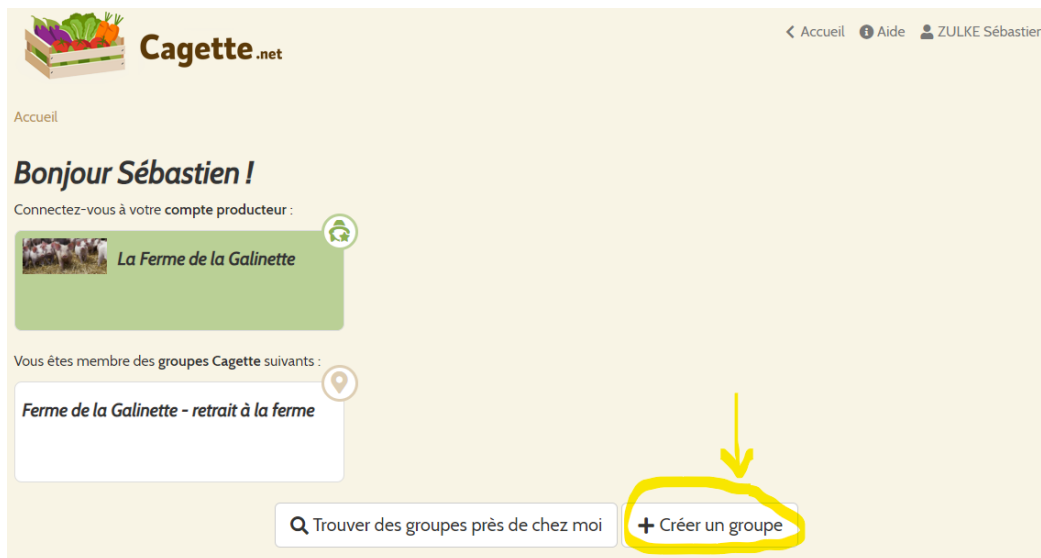 Cagette.net
Accueil Aide ZULKE Sébastien
Accueil
Bonjour Sébastien !
Connectez-vous à votre compte producteur :
La Ferme de la Galinette
Vous êtes membre des groupes Cagette suivants :
Ferme de la Galinette - retrait à la ferme
Trouver des groupes près de chez moi
Créer un groupe